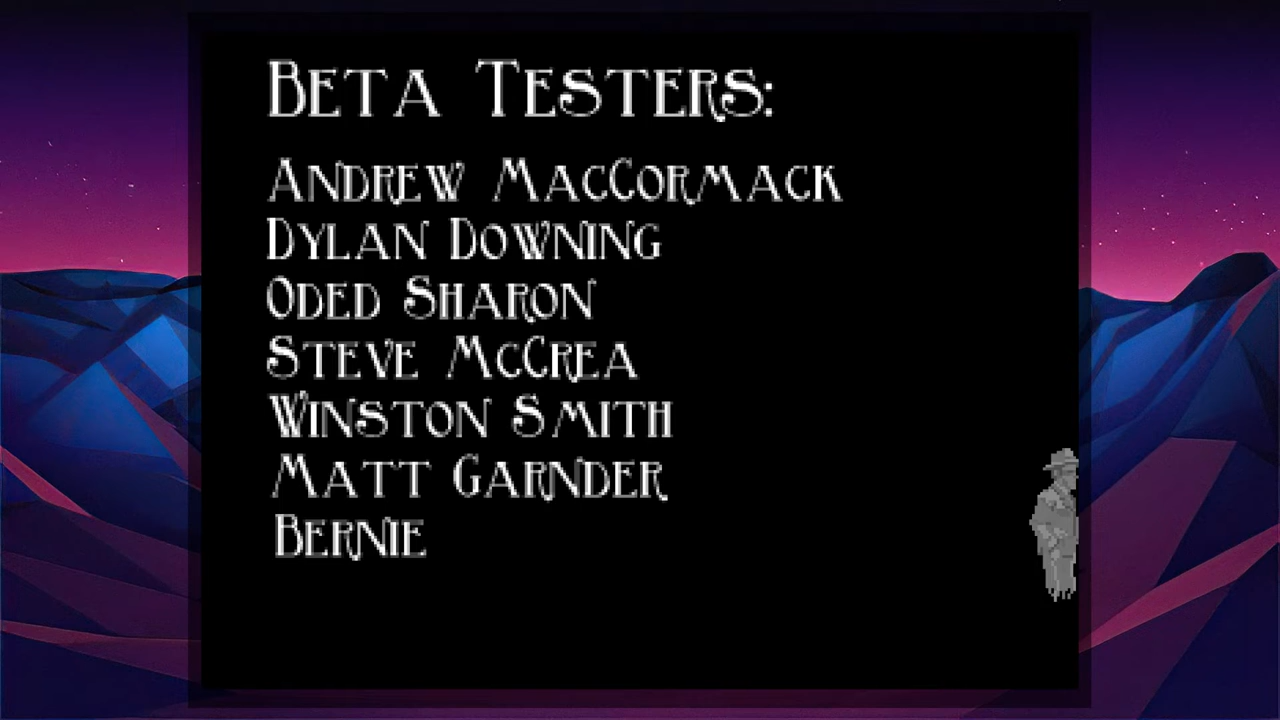 Beta Testers:
Andrew MacCormack
Dylan Downing
Oded Sharon
Steve McCrea
Winston Smith
Matt Garnder
Bernie